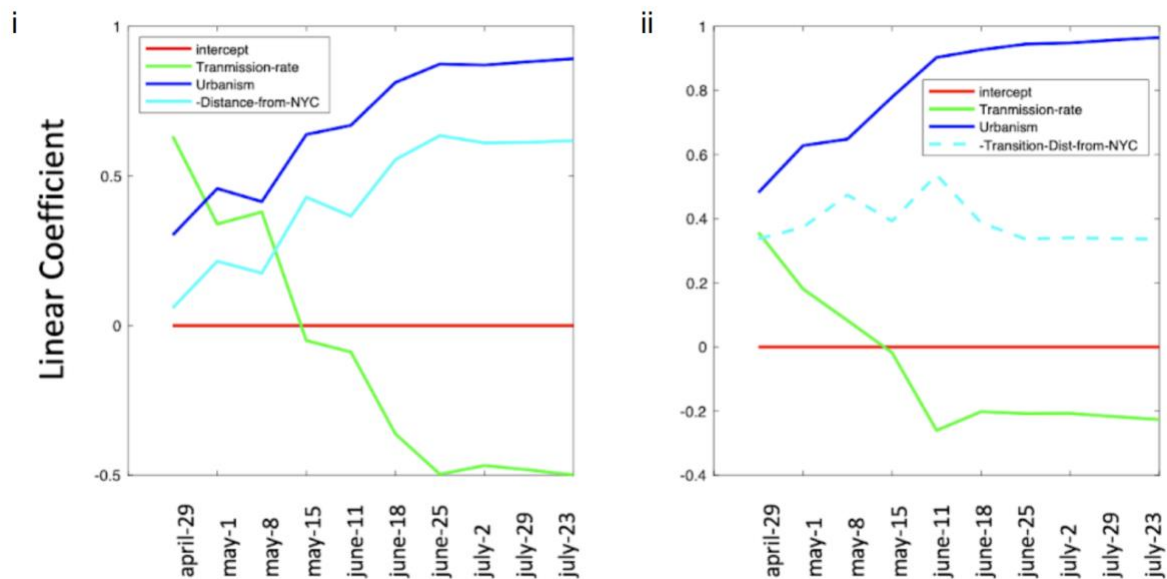 i
ii
1
0.5
0
-0.5
Linear Coefficient
intercept
Tranmission-rate
Urbanism
-Distance-from-NYC
april-29
may-1
may-8
may-15
june-11
june-18
june-25
july-2
july-29
july-23
1
0.8
0.6
0.4
0.2
0
-0.2
-0.4
intercept
Tranmission-rate
Urbanism
-Transition-Dist-from-NYC
april-29
may-1
may-8
may-15
june-11
june-18
june-25
july-2
july-29
july-23